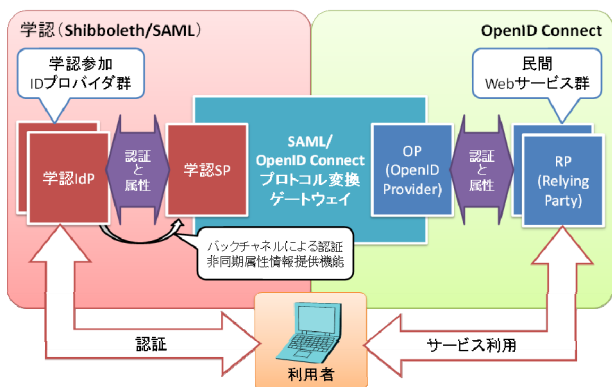 学認（Shibboleth/SAML）
OpenID Connect
学認参加
IDプロバイダ群
民間
Webサービス群
学認IdP
認証
と
属性
学認SP
SAML/
OpenID Connect
プロトコル変換
ゲートウェイ
OP
(OpenID
Provider)
認証
と
属性
RP
(Relying
Party)
バックチャネルによる認証
非同期属性情報提供機能
認証
利用者
サービス利用